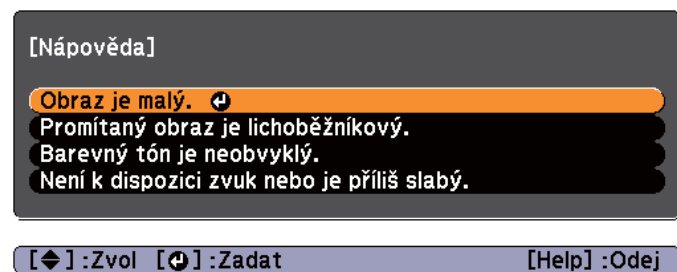 [Nápověda]
Obraz je malý.
Promítaný obraz je lichoběžníkový.
Barevný tón je neobvyklý.
Není k dispozici zvuk nebo je příliš slabý.
[◆] :Zvol [↵] :Zadat [Help] :Odej